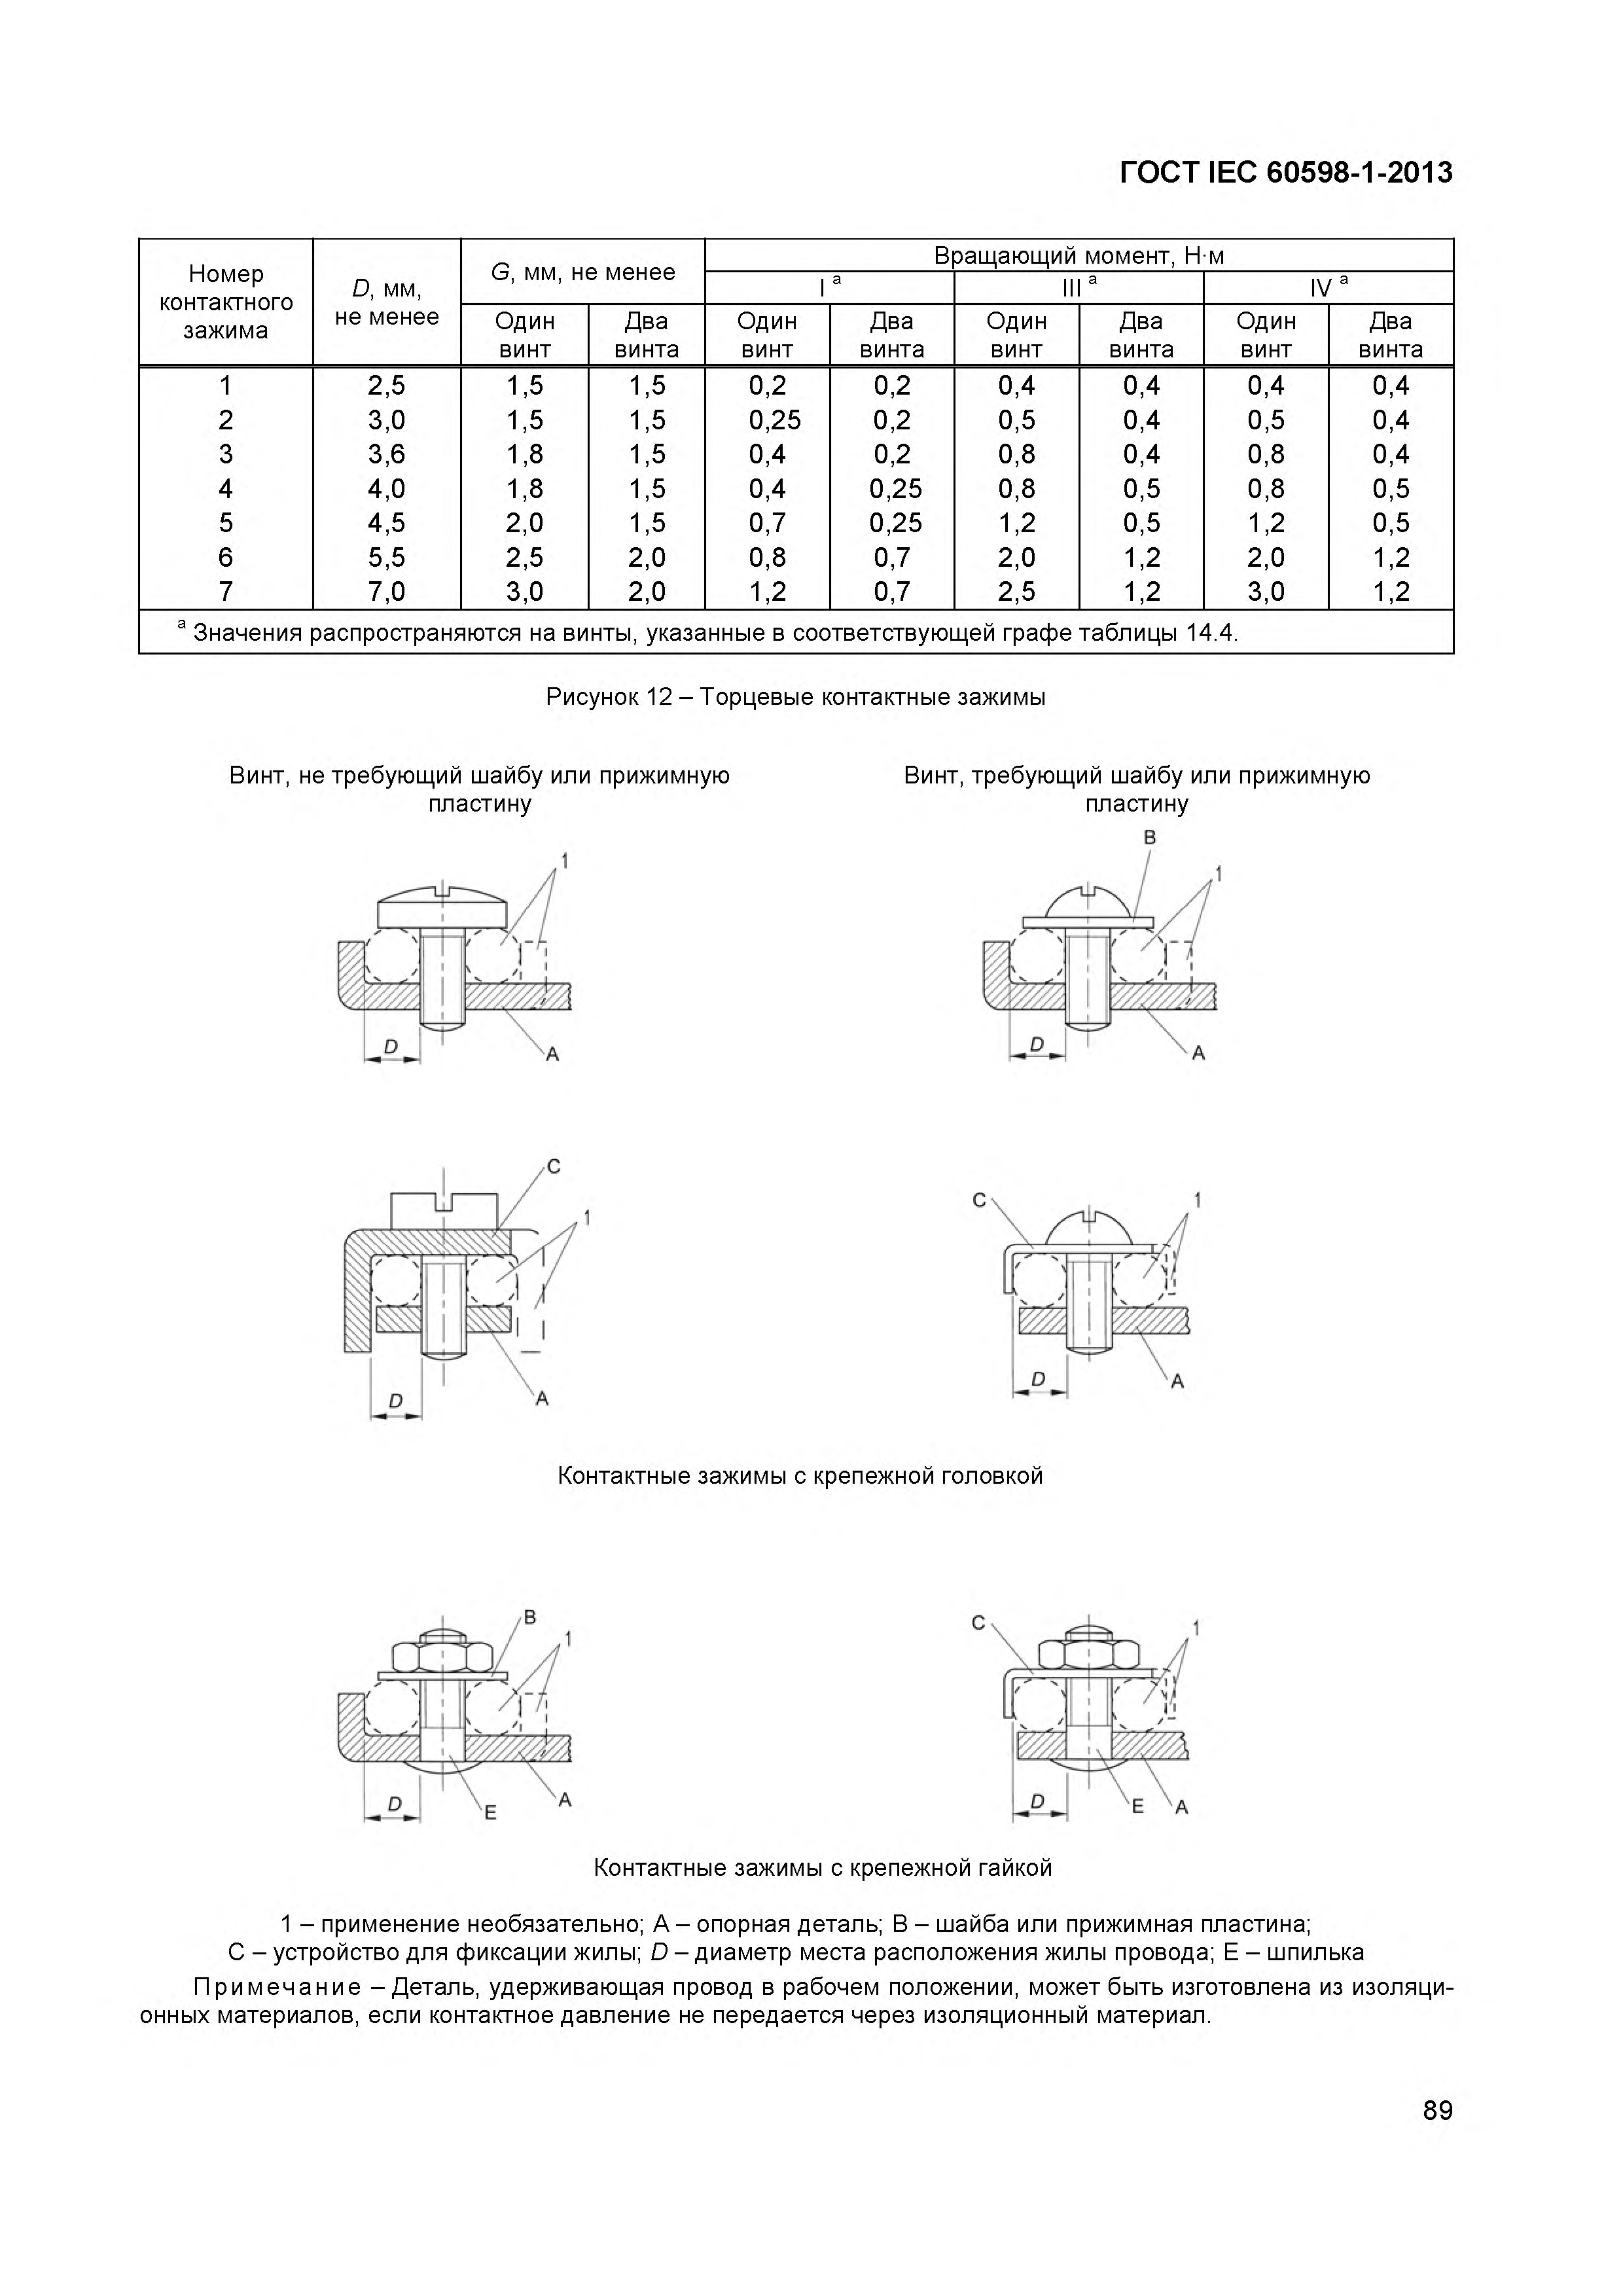 ГОСТ IEC 60598-1-2013
Номер контактного зажима
D, мм, не менее
G, мм, не менее
Вращающий момент, Н·м
I а III а IV а
Один винт Два винта Один винт Два винта Один винт Два винта Один винт Два винта
1 2,5 1,5 1,5 0,2 0,2 0,4 0,4 0,4 0,4
2 3,0 1,5 1,5 0,25 0,2 0,5 0,4 0,5 0,4
3 3,6 1,8 1,5 0,4 0,2 0,8 0,4 0,8 0,4
4 4,0 1,8 1,5 0,4 0,25 0,8 0,5 0,8 0,5
5 4,5 2,0 1,5 0,7 0,25 1,2 0,5 1,2 0,5
6 5,5 2,5 2,0 0,8 0,7 2,0 1,2 2,0 1,2
7 7,0 3,0 2,0 1,2 0,7 2,5 1,2 3,0 1,2
а Значения распространяются на винты, указанные в соответствующей графе таблицы 14.4.
Рисунок 12 – Торцевые контактные зажимы
Винт, не требующий шайбу или прижимную
пластину
Винт, требующий шайбу или прижимную
пластину
1
D
A
B
1
D
A
C
1
D
A
C
1
D
A
Контактные зажимы с крепежной головкой
B
1
D
E
A
C
1
D
E
A
Контактные зажимы с крепежной гайкой
1 – применение необязательно; A – опорная деталь; B – шайба или прижимная пластина;
C – устройство для фиксации жилы; D – диаметр места расположения жилы провода; E – шпилька
Примечание – Деталь, удерживающая провод в рабочем положении, может быть изготовлена из изоляци-
онных материалов, если контактное давление не передается через изоляционный материал.
89